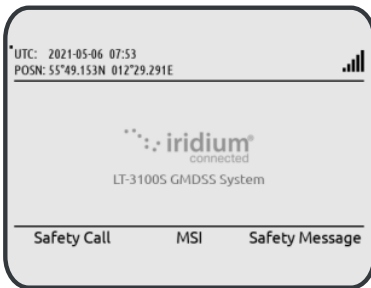 UTC: 2021-05-06 07:53
POSN: 55°49.153N 012°29.291E
iridium®
connected
LT-3100S GMDSS System
Safety Call MSI Safety Message